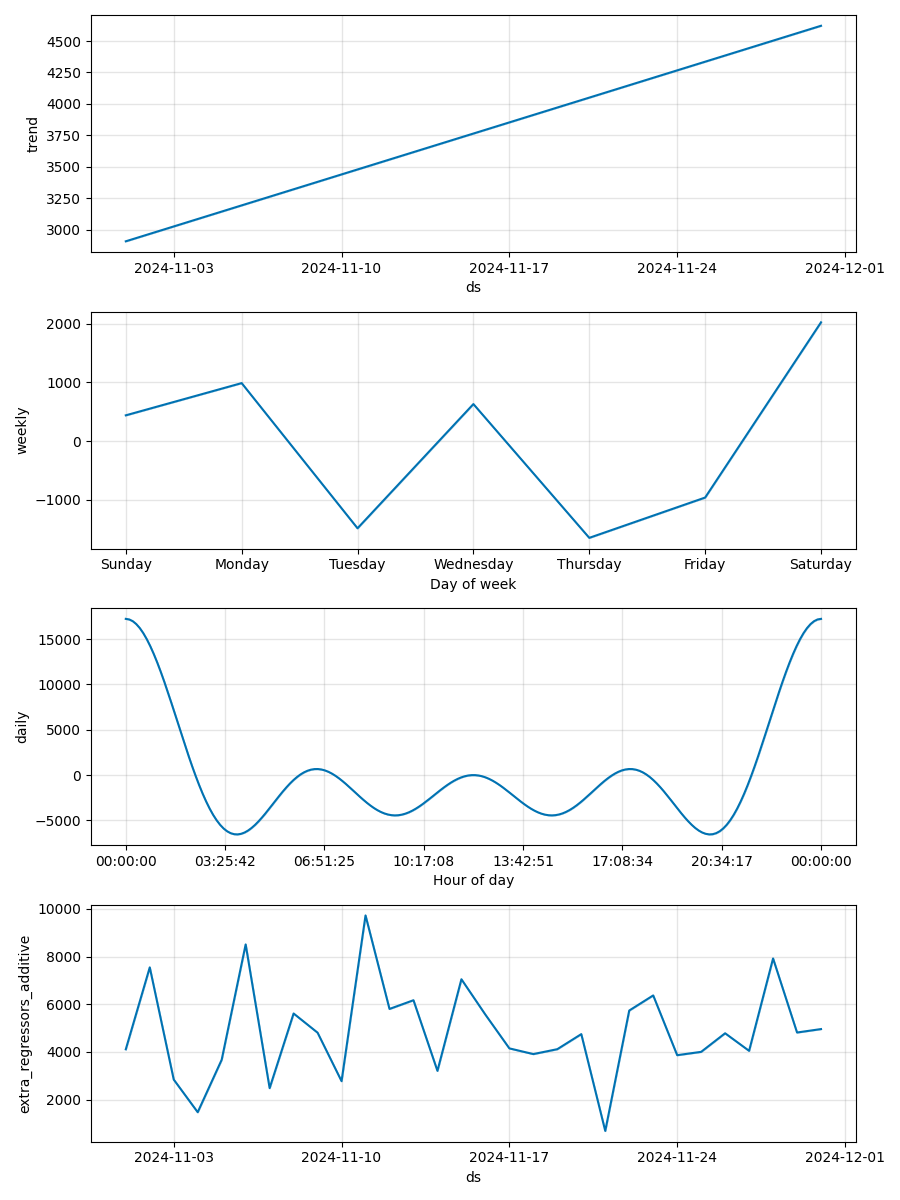 4500
4250
4000
3750
3500
3250
3000
trend
2024-11-03 2024-11-10 2024-11-17 2024-11-24 2024-12-01
ds
2000
1000
0
−1000
weekly
Sunday Monday Tuesday Wednesday Thursday Friday Saturday
Day of week
15000
10000
5000
0
−5000
daily
00:00:00 03:25:42 06:51:25 10:17:08 13:42:51 17:08:34 20:34:17 00:00:00
Hour of day
10000
8000
6000
4000
2000
extra_regressors_additive
2024-11-03 2024-11-10 2024-11-17 2024-11-24 2024-12-01
ds